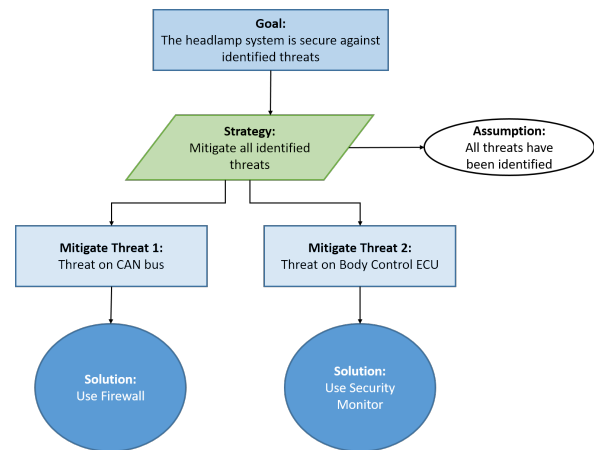 Goal:
The headlamp system is secure against
identified threats
Strategy:
Mitigate all identified
threats
Assumption:
All threats have
been identified
Mitigate Threat 1:
Threat on CAN bus
Mitigate Threat 2:
Threat on Body Control ECU
Solution:
Use Firewall
Solution:
Use Security
Monitor